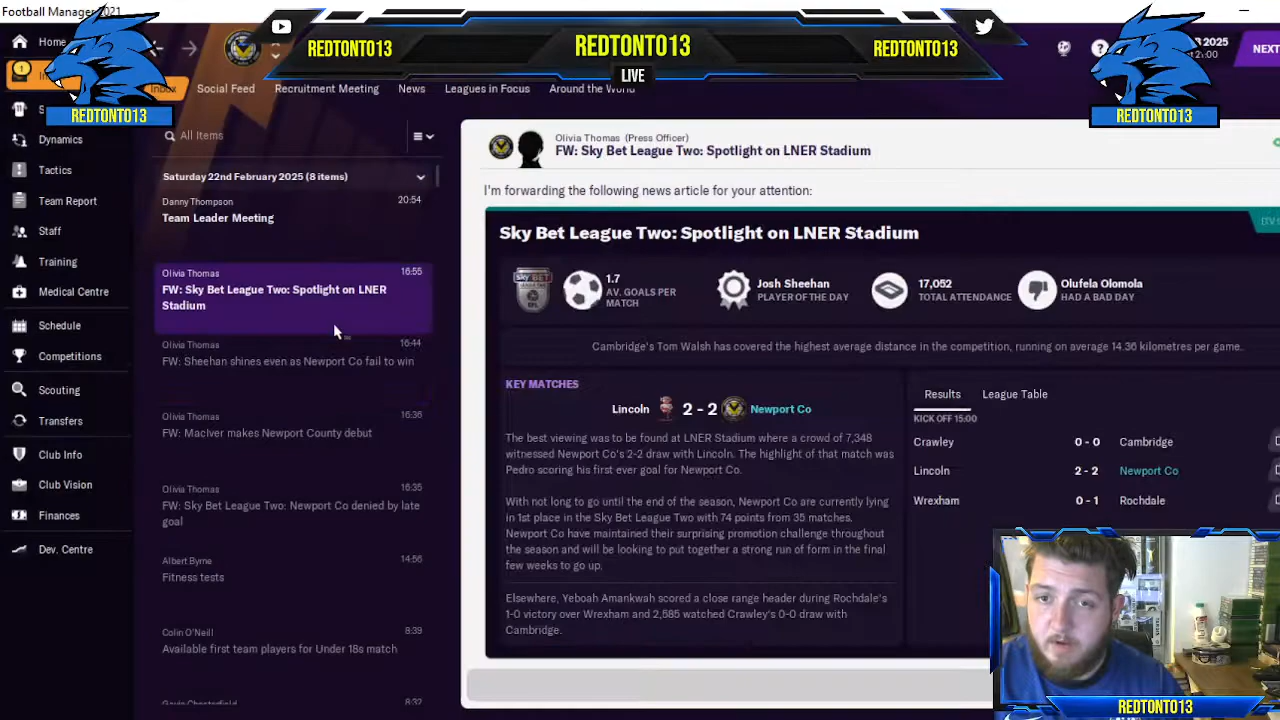 Football Manager 2021
REDTONTO13
REDTONTO13
REDTONTO13
LIVE
REDTONTO13
REDTONTO13
Home
2025
21:00
NEXT
1
Inbox
Social Feed
Recruitment Meeting
News
Leagues in Focus
Around the World
Dynamics
Tactics
Team Report
Staff
Training
Medical Centre
Schedule
Competitions
Scouting
Transfers
Club Info
Club Vision
Finances
Dev. Centre
All Items
Saturday 22nd February 2025 (8 items)
Danny Thompson 20:54
Team Leader Meeting
Olivia Thomas 16:55
FW: Sky Bet League Two: Spotlight on LNER
Stadium
Olivia Thomas 16:44
FW: Sheehan shines even as Newport Co fail to win
Olivia Thomas 16:36
FW: MacIver makes Newport County debut
Olivia Thomas 16:35
FW: Sky Bet League Two: Newport Co denied by late
goal
Albert Byrne 14:56
Fitness tests
Colin O'Neill 8:39
Available first team players for Under 18s match
Gavin Chesterfield 8:32
Olivia Thomas (Press Officer)
FW: Sky Bet League Two: Spotlight on LNER Stadium
I'm forwarding the following news article for your attention:
Sky Bet League Two: Spotlight on LNER Stadium
1.7
AV. GOALS PER
MATCH
Josh Sheehan
PLAYER OF THE DAY
17,052
TOTAL ATTENDANCE
Olufela Olomola
HAD A BAD DAY
Cambridge's Tom Walsh has covered the highest average distance in the competition, running on average 14.36 kilometres per game.
KEY MATCHES
Lincoln 2 - 2 Newport Co
The best viewing was to be found at LNER Stadium where a crowd of 7,348
witnessed Newport Co's 2-2 draw with Lincoln. The highlight of that match was
Pedro scoring his first ever goal for Newport Co.
With not long to go until the end of the season, Newport Co are currently lying
in 1st place in the Sky Bet League Two with 74 points from 35 matches.
Newport Co have maintained their surprising promotion challenge throughout
the season and will be looking to put together a strong run of form in the final
few weeks to go up.
Elsewhere, Yeboah Amankwah scored a close range header during Rochdale's
1-0 victory over Wrexham and 2,585 watched Crawley's 0-0 draw with
Cambridge.
Results League Table
KICK OFF 15:00
Crawley 0 - 0 Cambridge
Lincoln 2 - 2 Newport Co
Wrexham 0 - 1 Rochdale
REDTONTO13